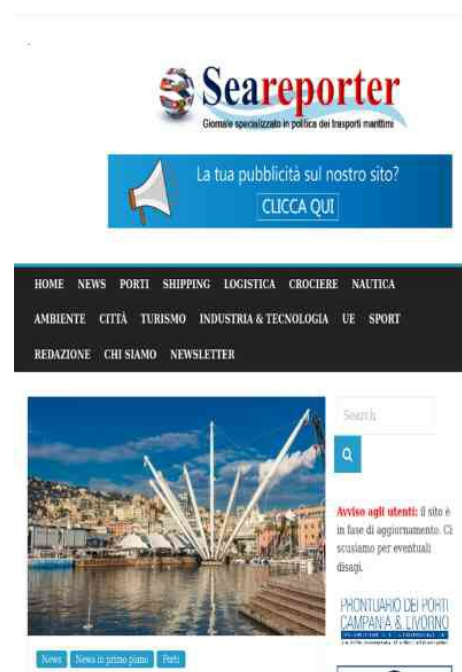 Seareporter
Giornale specializzato in politica dei trasporti marittimi
La tua pubblicità sul nostro sito?
CLICCA QUI
HOME NEWS PORTI SHIPPING LOGISTICA CROCIERE NAUTICA
AMBIENTE CITTÀ TURISMO INDUSTRIA & TECNOLOGIA UE SPORT
REDAZIONE CHI SIAMO NEWSLETTER
Search
Avviso agli utenti: il sito è
in fase di aggiornamento. Ci
scusiamo per eventuali
disagi.
PRONTUARIO DEI PORTI
CAMPANIA & LIVORNO
News News in primo piano Porti